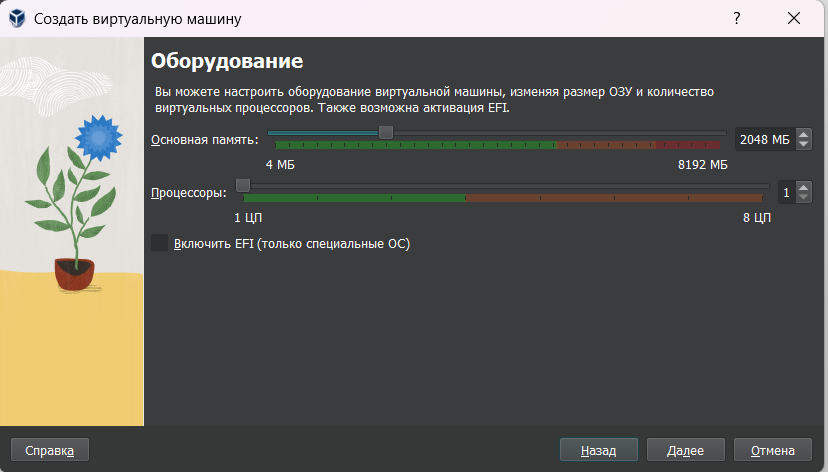 Создать виртуальную машину
?
Оборудование
Вы можете настроить оборудование виртуальной машины, изменяя размер ОЗУ и количество
виртуальных процессоров. Также возможна активация EFI.
Основная память: 2048 МБ
4 МБ 8192 МБ
Процессоры: 1
1 ЦП 8 ЦП
Включить EFI (только специальные ОС)
Справка Назад Далее Отмена